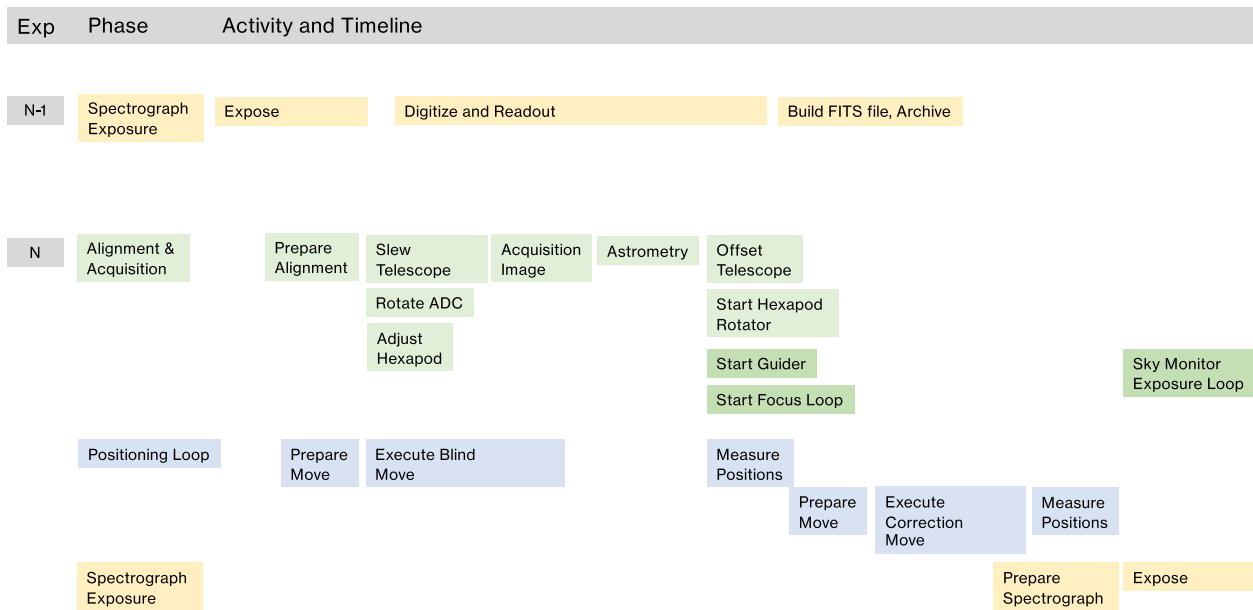 Exp Phase Activity and Timeline
N-1 Spectrograph Exposure Expose Digitize and Readout Build FITS file, Archive
N
Alignment &
Acquisition
Prepare
Alignment
Slew
Telescope
Acquisition
Image
Astrometry
Offset
Telescope
Rotate ADC
Start Hexapod
Rotator
Adjust
Hexapod
Start Guider
Sky Monitor
Exposure Loop
Start Focus Loop
Positioning Loop
Prepare
Move
Execute Blind
Move
Measure
Positions
Prepare
Move
Execute
Correction
Move
Measure
Positions
Spectrograph
Exposure
Prepare
Spectrograph
Expose